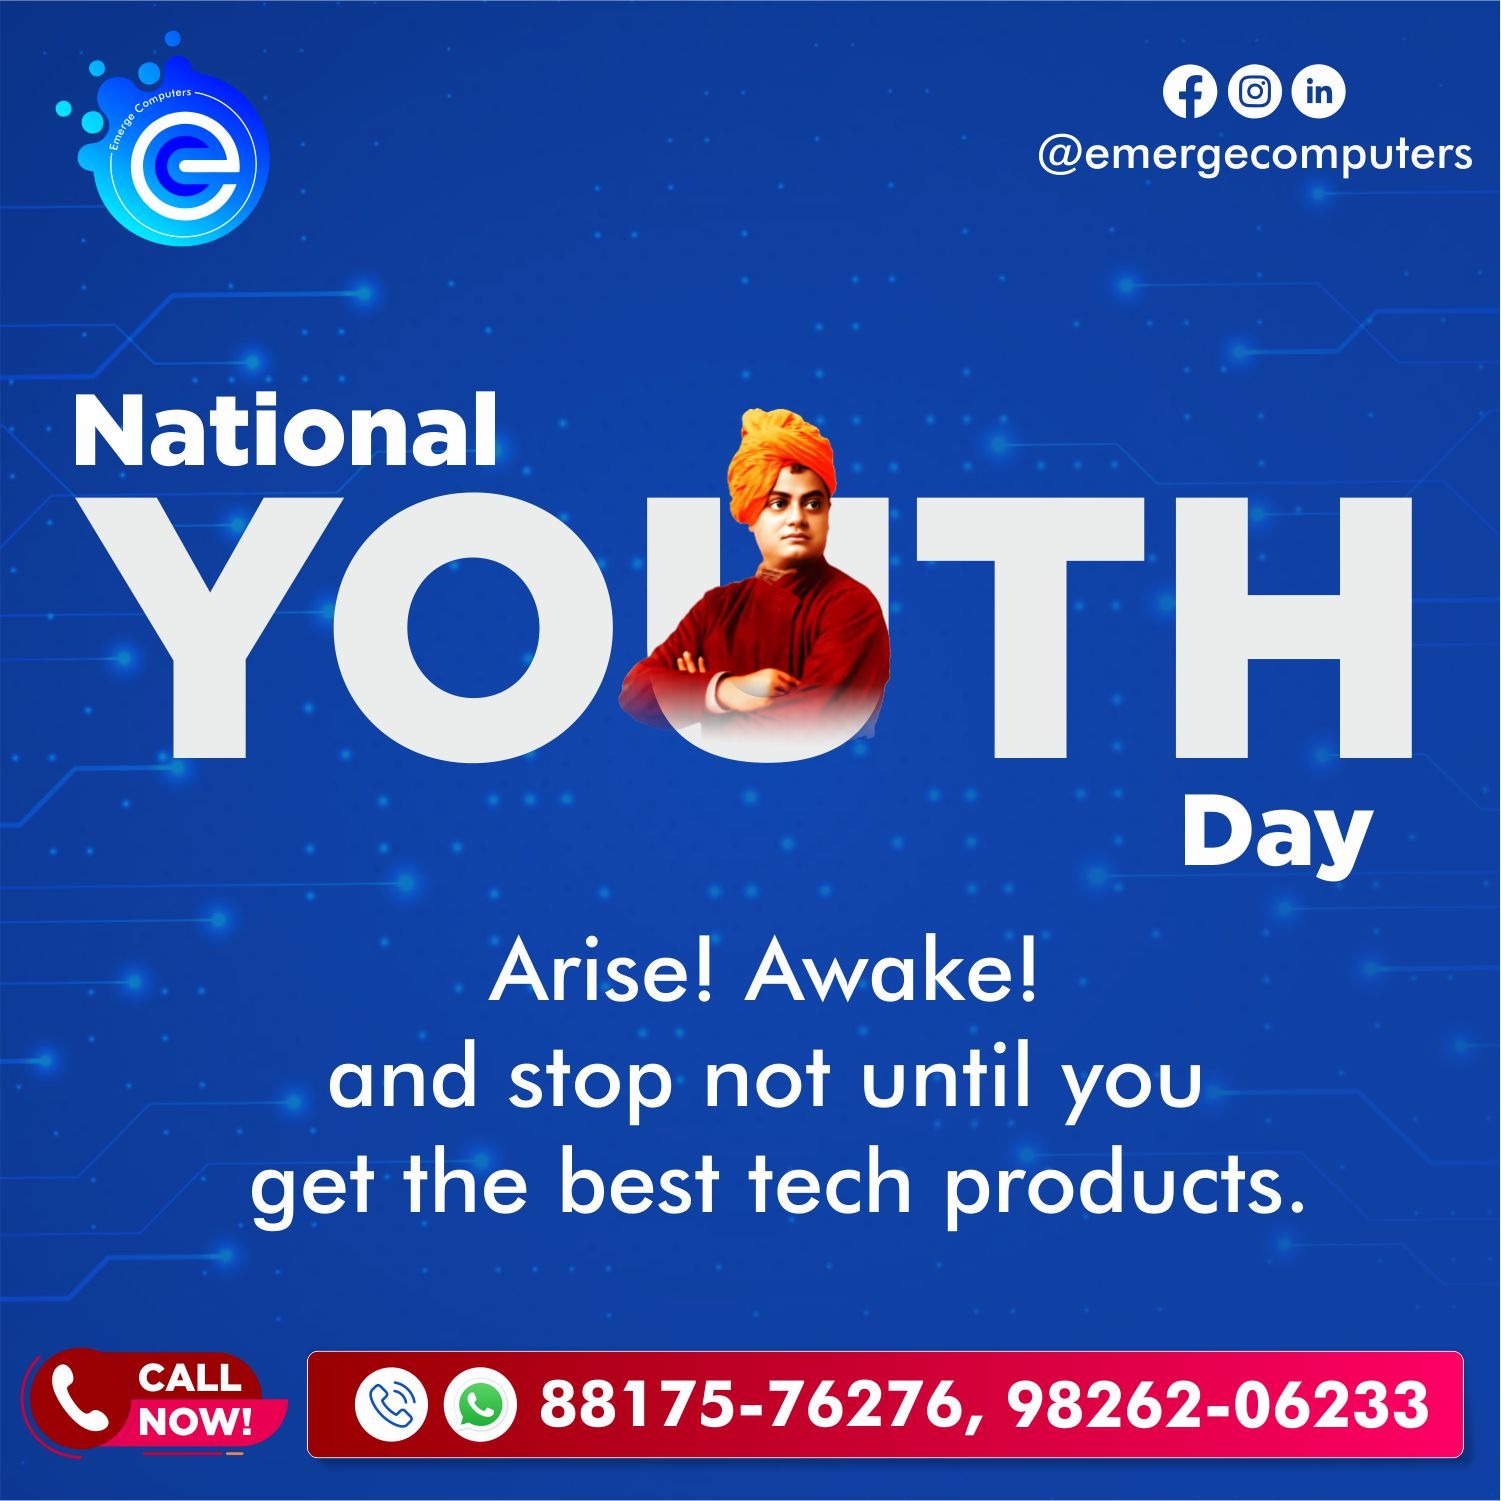 Emerge Computers
e
@emergecomputers
National
YOUTH
Day
Arise! Awake!
and stop not until you
get the best tech products.
CALL
NOW!
88175-76276, 98262-06233